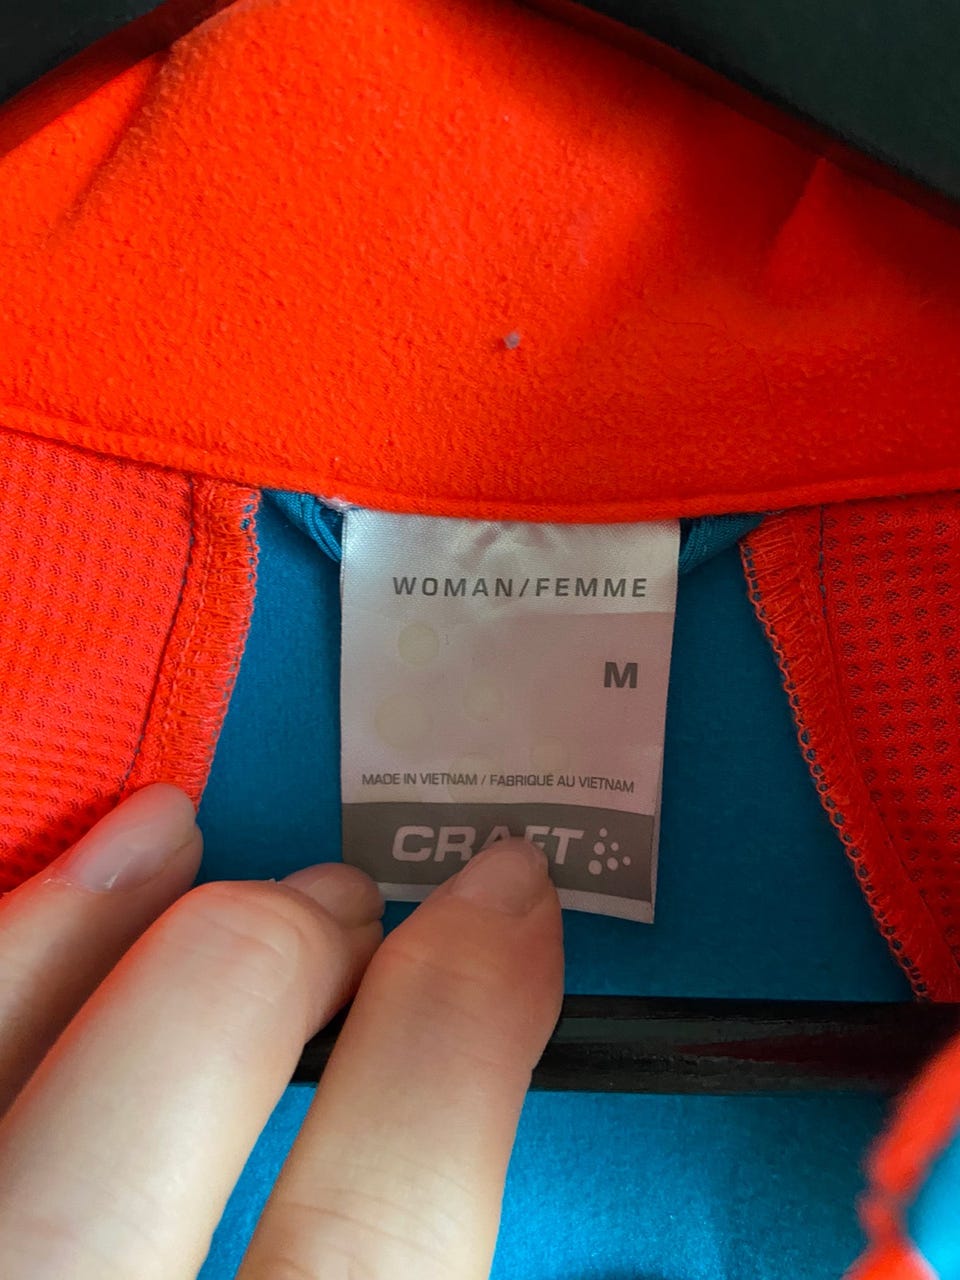 WOMAN/FEMME
M
MADE IN VIETNAM / FABRIQUÉ AU VIETNAM
CRAFT